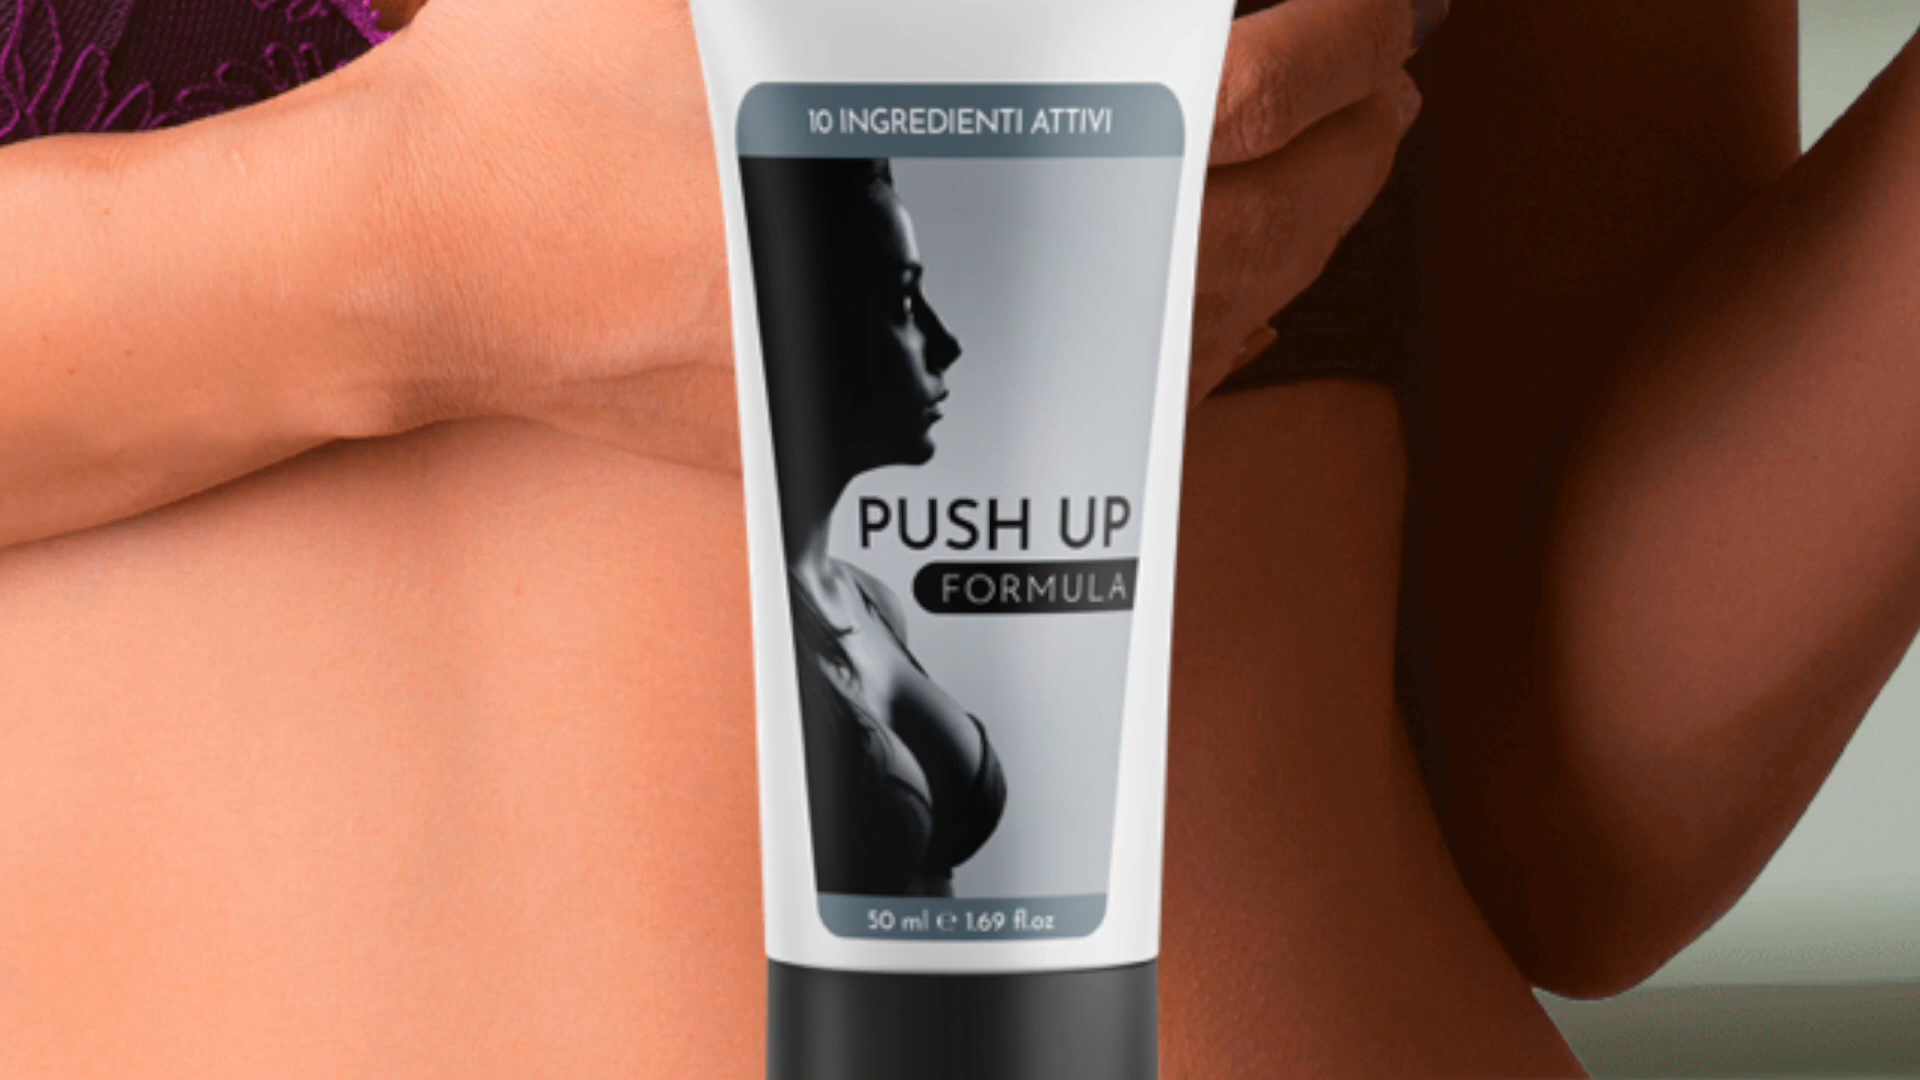 10 INGREDIENTI ATTIVI
PUSH UP
FORMULA
50 ml ℮ 1.69 fl.oz